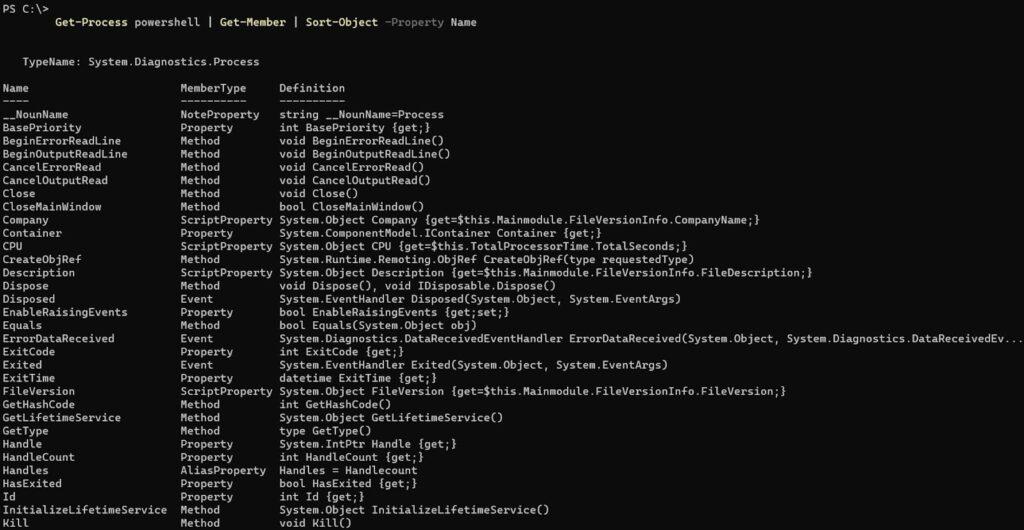 PS C:\>
Get-Process powershell | Get-Member | Sort-Object -Property Name
TypeName: System.Diagnostics.Process
Name MemberType Definition
---- ---------- ----------
__NounName NoteProperty string __NounName=Process
BasePriority Property int BasePriority {get;}
BeginErrorReadLine Method void BeginErrorReadLine()
BeginOutputReadLine Method void BeginOutputReadLine()
CancelErrorRead Method void CancelErrorRead()
CancelOutputRead Method void CancelOutputRead()
Close Method void Close()
CloseMainWindow Method bool CloseMainWindow()
Company ScriptProperty System.Object Company {get=$this.Mainmodule.FileVersionInfo.CompanyName;}
Container Property System.ComponentModel.IContainer Container {get;}
CPU ScriptProperty System.Object CPU {get=$this.TotalProcessorTime.TotalSeconds;}
CreateObjRef Method System.Runtime.Remoting.ObjRef CreateObjRef(type requestedType)
Description ScriptProperty System.Object Description {get=$this.Mainmodule.FileVersionInfo.FileDescription;}
Dispose Method void Dispose(), void IDisposable.Dispose()
Disposed Event System.EventHandler Disposed(System.Object, System.EventArgs)
EnableRaisingEvents Property bool EnableRaisingEvents {get;set;}
Equals Method bool Equals(System.Object obj)
ErrorDataReceived Event System.Diagnostics.DataReceivedEventHandler ErrorDataReceived(System.Object, System.Diagnostics.DataReceivedEv...
ExitCode Property int ExitCode {get;}
Exited Event System.EventHandler Exited(System.Object, System.EventArgs)
ExitTime Property datetime ExitTime {get;}
FileVersion ScriptProperty System.Object FileVersion {get=$this.Mainmodule.FileVersionInfo.FileVersion;}
GetHashCode Method int GetHashCode()
GetLifetimeService Method System.Object GetLifetimeService()
GetType Method type GetType()
Handle Property System.IntPtr Handle {get;}
HandleCount Property int HandleCount {get;}
Handles AliasProperty Handles = Handlecount
HasExited Property bool HasExited {get;}
Id Property int Id {get;}
InitializeLifetimeService Method System.Object InitializeLifetimeService()
Kill Method void Kill()